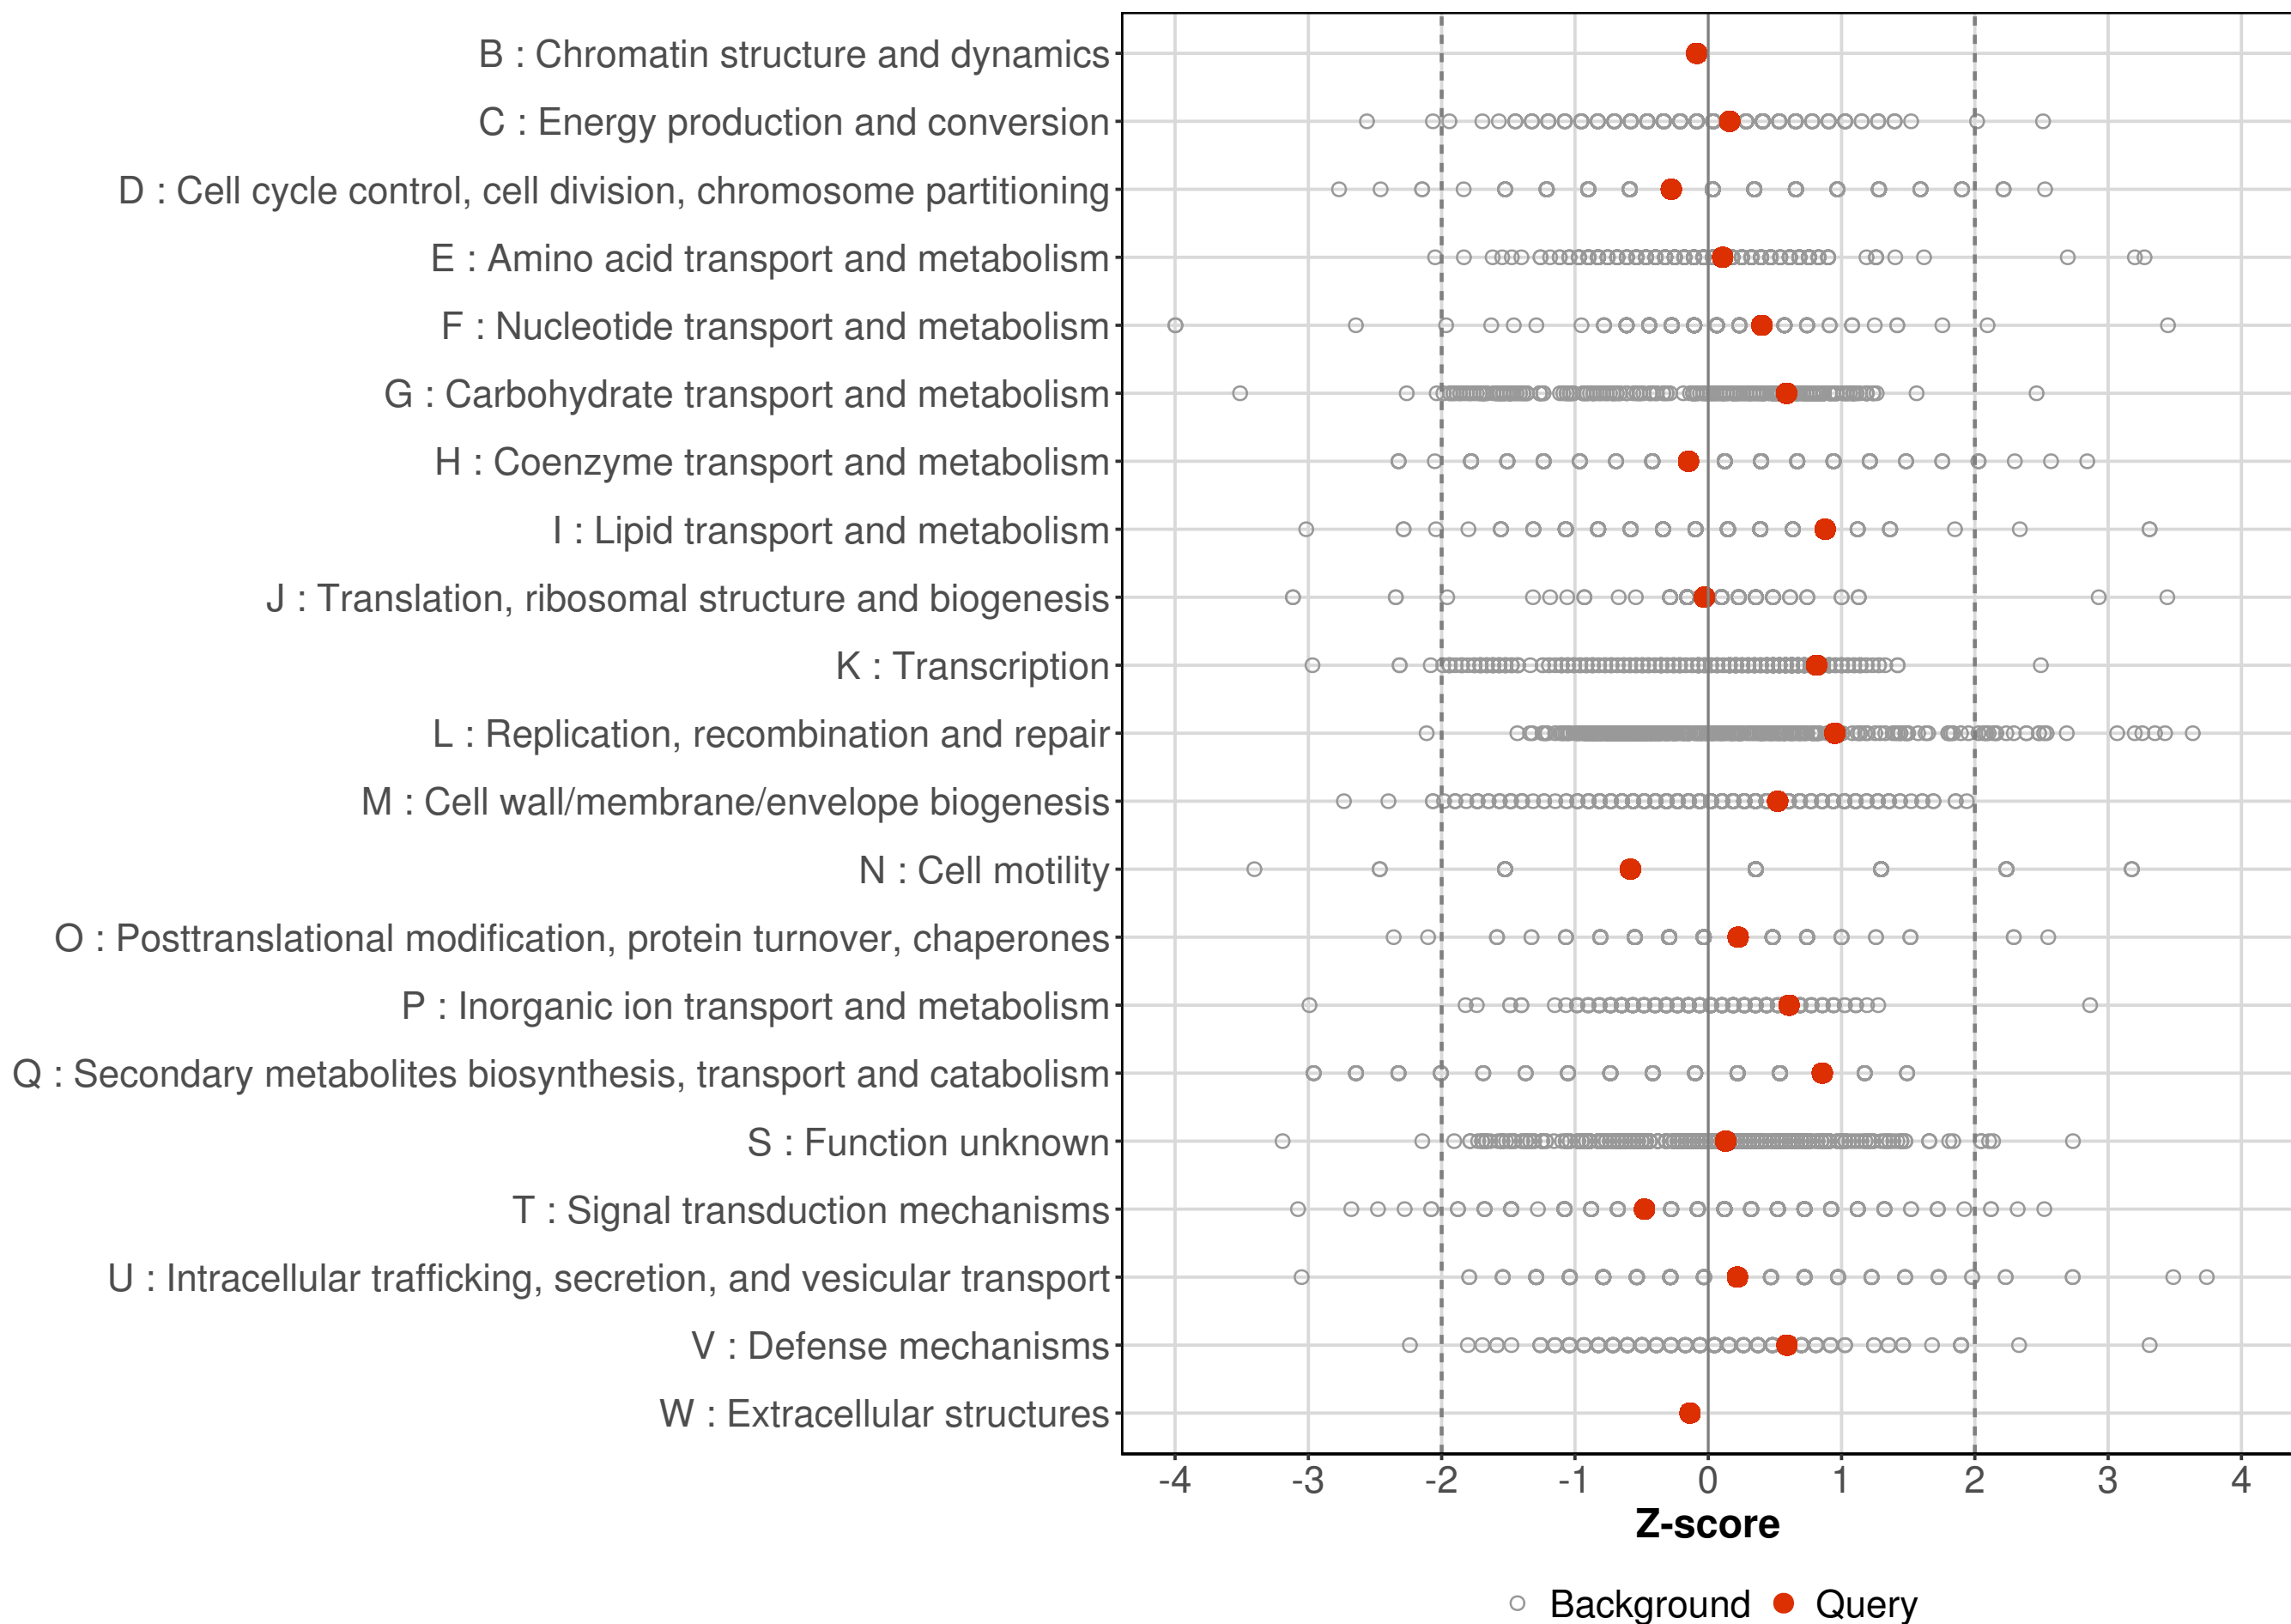 B : Chromatin structure and dynamics
C : Energy production and conversion
D : Cell cycle control, cell division, chromosome partitioning
E : Amino acid transport and metabolism
F : Nucleotide transport and metabolism
G : Carbohydrate transport and metabolism
H : Coenzyme transport and metabolism
I : Lipid transport and metabolism
J : Translation, ribosomal structure and biogenesis
K : Transcription
L : Replication, recombination and repair
M : Cell wall/membrane/envelope biogenesis
N : Cell motility
O : Posttranslational modification, protein turnover, chaperones
P : Inorganic ion transport and metabolism
Q : Secondary metabolites biosynthesis, transport and catabolism
S : Function unknown
T : Signal transduction mechanisms
U : Intracellular trafficking, secretion, and vesicular transport
V : Defense mechanisms
W : Extracellular structures
-4 -3 -2 -1 0 1 2 3 4
Z-score
Background Query